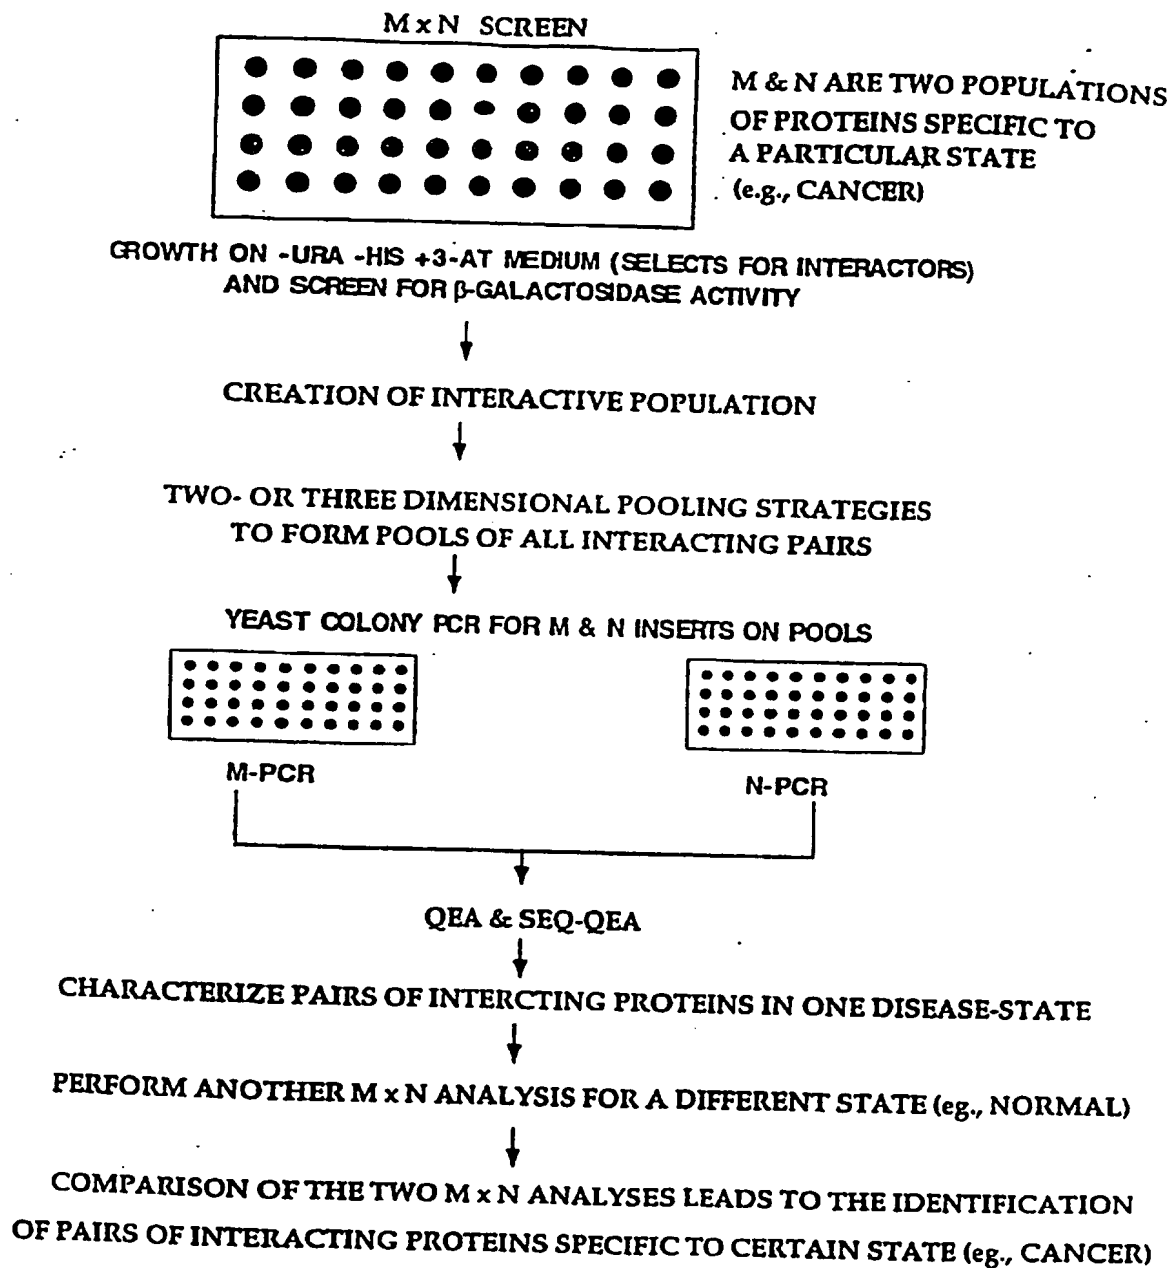 M x N SCREEN
M & N ARE TWO POPULATIONS
OF PROTEINS SPECIFIC TO
A PARTICULAR STATE
(e.g., CANCER)
GROWTH ON -URA -HIS +3-AT MEDIUM (SELECTS FOR INTERACTORS)
AND SCREEN FOR β-GALACTOSIDASE ACTIVITY
CREATION OF INTERACTIVE POPULATION
TWO- OR THREE DIMENSIONAL POOLING STRATEGIES
TO FORM POOLS OF ALL INTERACTING PAIRS
YEAST COLONY PCR FOR M & N INSERTS ON POOLS
M-PCR
N-PCR
QEA & SEQ-QEA
CHARACTERIZE PAIRS OF INTERCTING PROTEINS IN ONE DISEASE-STATE
PERFORM ANOTHER M x N ANALYSIS FOR A DIFFERENT STATE (eg., NORMAL)
COMPARISON OF THE TWO M x N ANALYSES LEADS TO THE IDENTIFICATION
OF PAIRS OF INTERACTING PROTEINS SPECIFIC TO CERTAIN STATE (eg., CANCER)